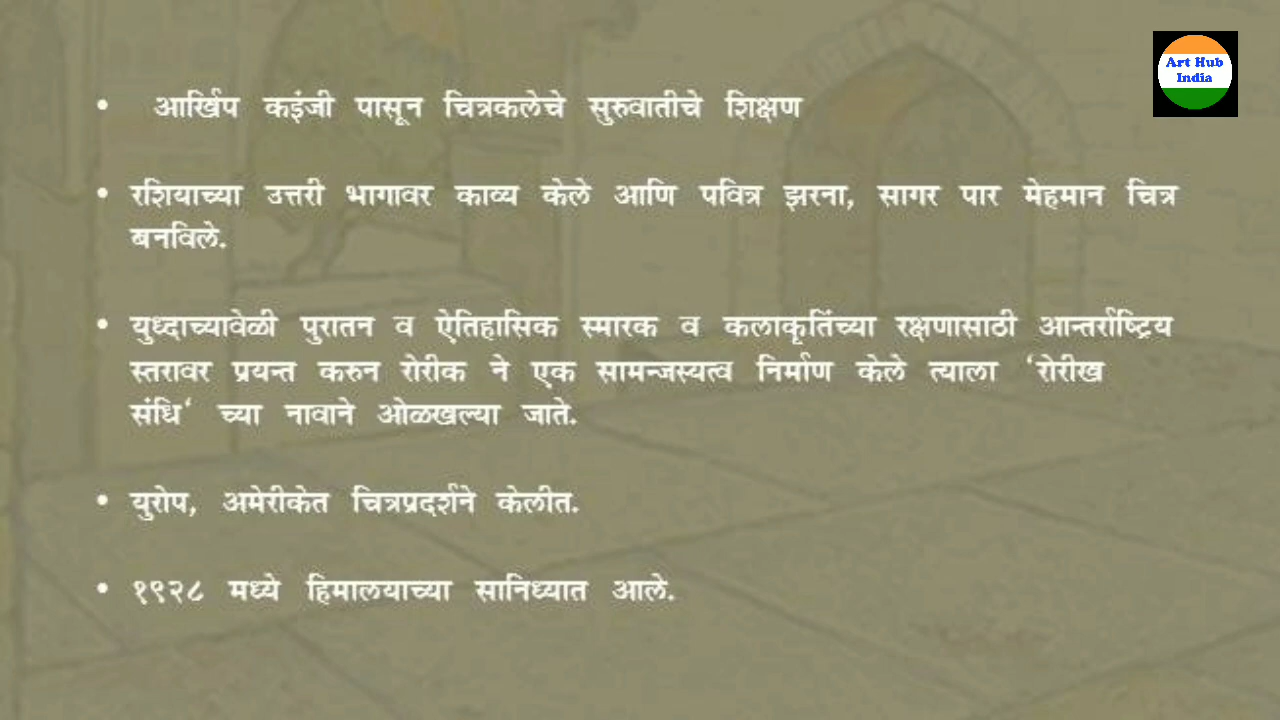 Art Hub
India
• आर्खिप कइंजी पासून चित्रकलेचे सुरुवातीचे शिक्षण
• रशियाच्या उत्तरी भागावर काव्य केले आणि पवित्र झरना, सागर पार मेहमान चित्र
बनविले.
• युध्दाच्यावेळी पुरातन व ऐतिहासिक स्मारक व कलाकृतिंच्या रक्षणासाठी आन्तर्राष्ट्रिय
स्तरावर प्रयन्त करुन रोरीक ने एक सामन्जस्यत्व निर्माण केले त्याला ‘रोरीख
संधि‘ च्या नावाने ओळखल्या जाते.
• युरोप, अमेरीकेत चित्रप्रदर्शने केलीत.
• १९२८ मध्ये हिमालयाच्या सानिध्यात आले.